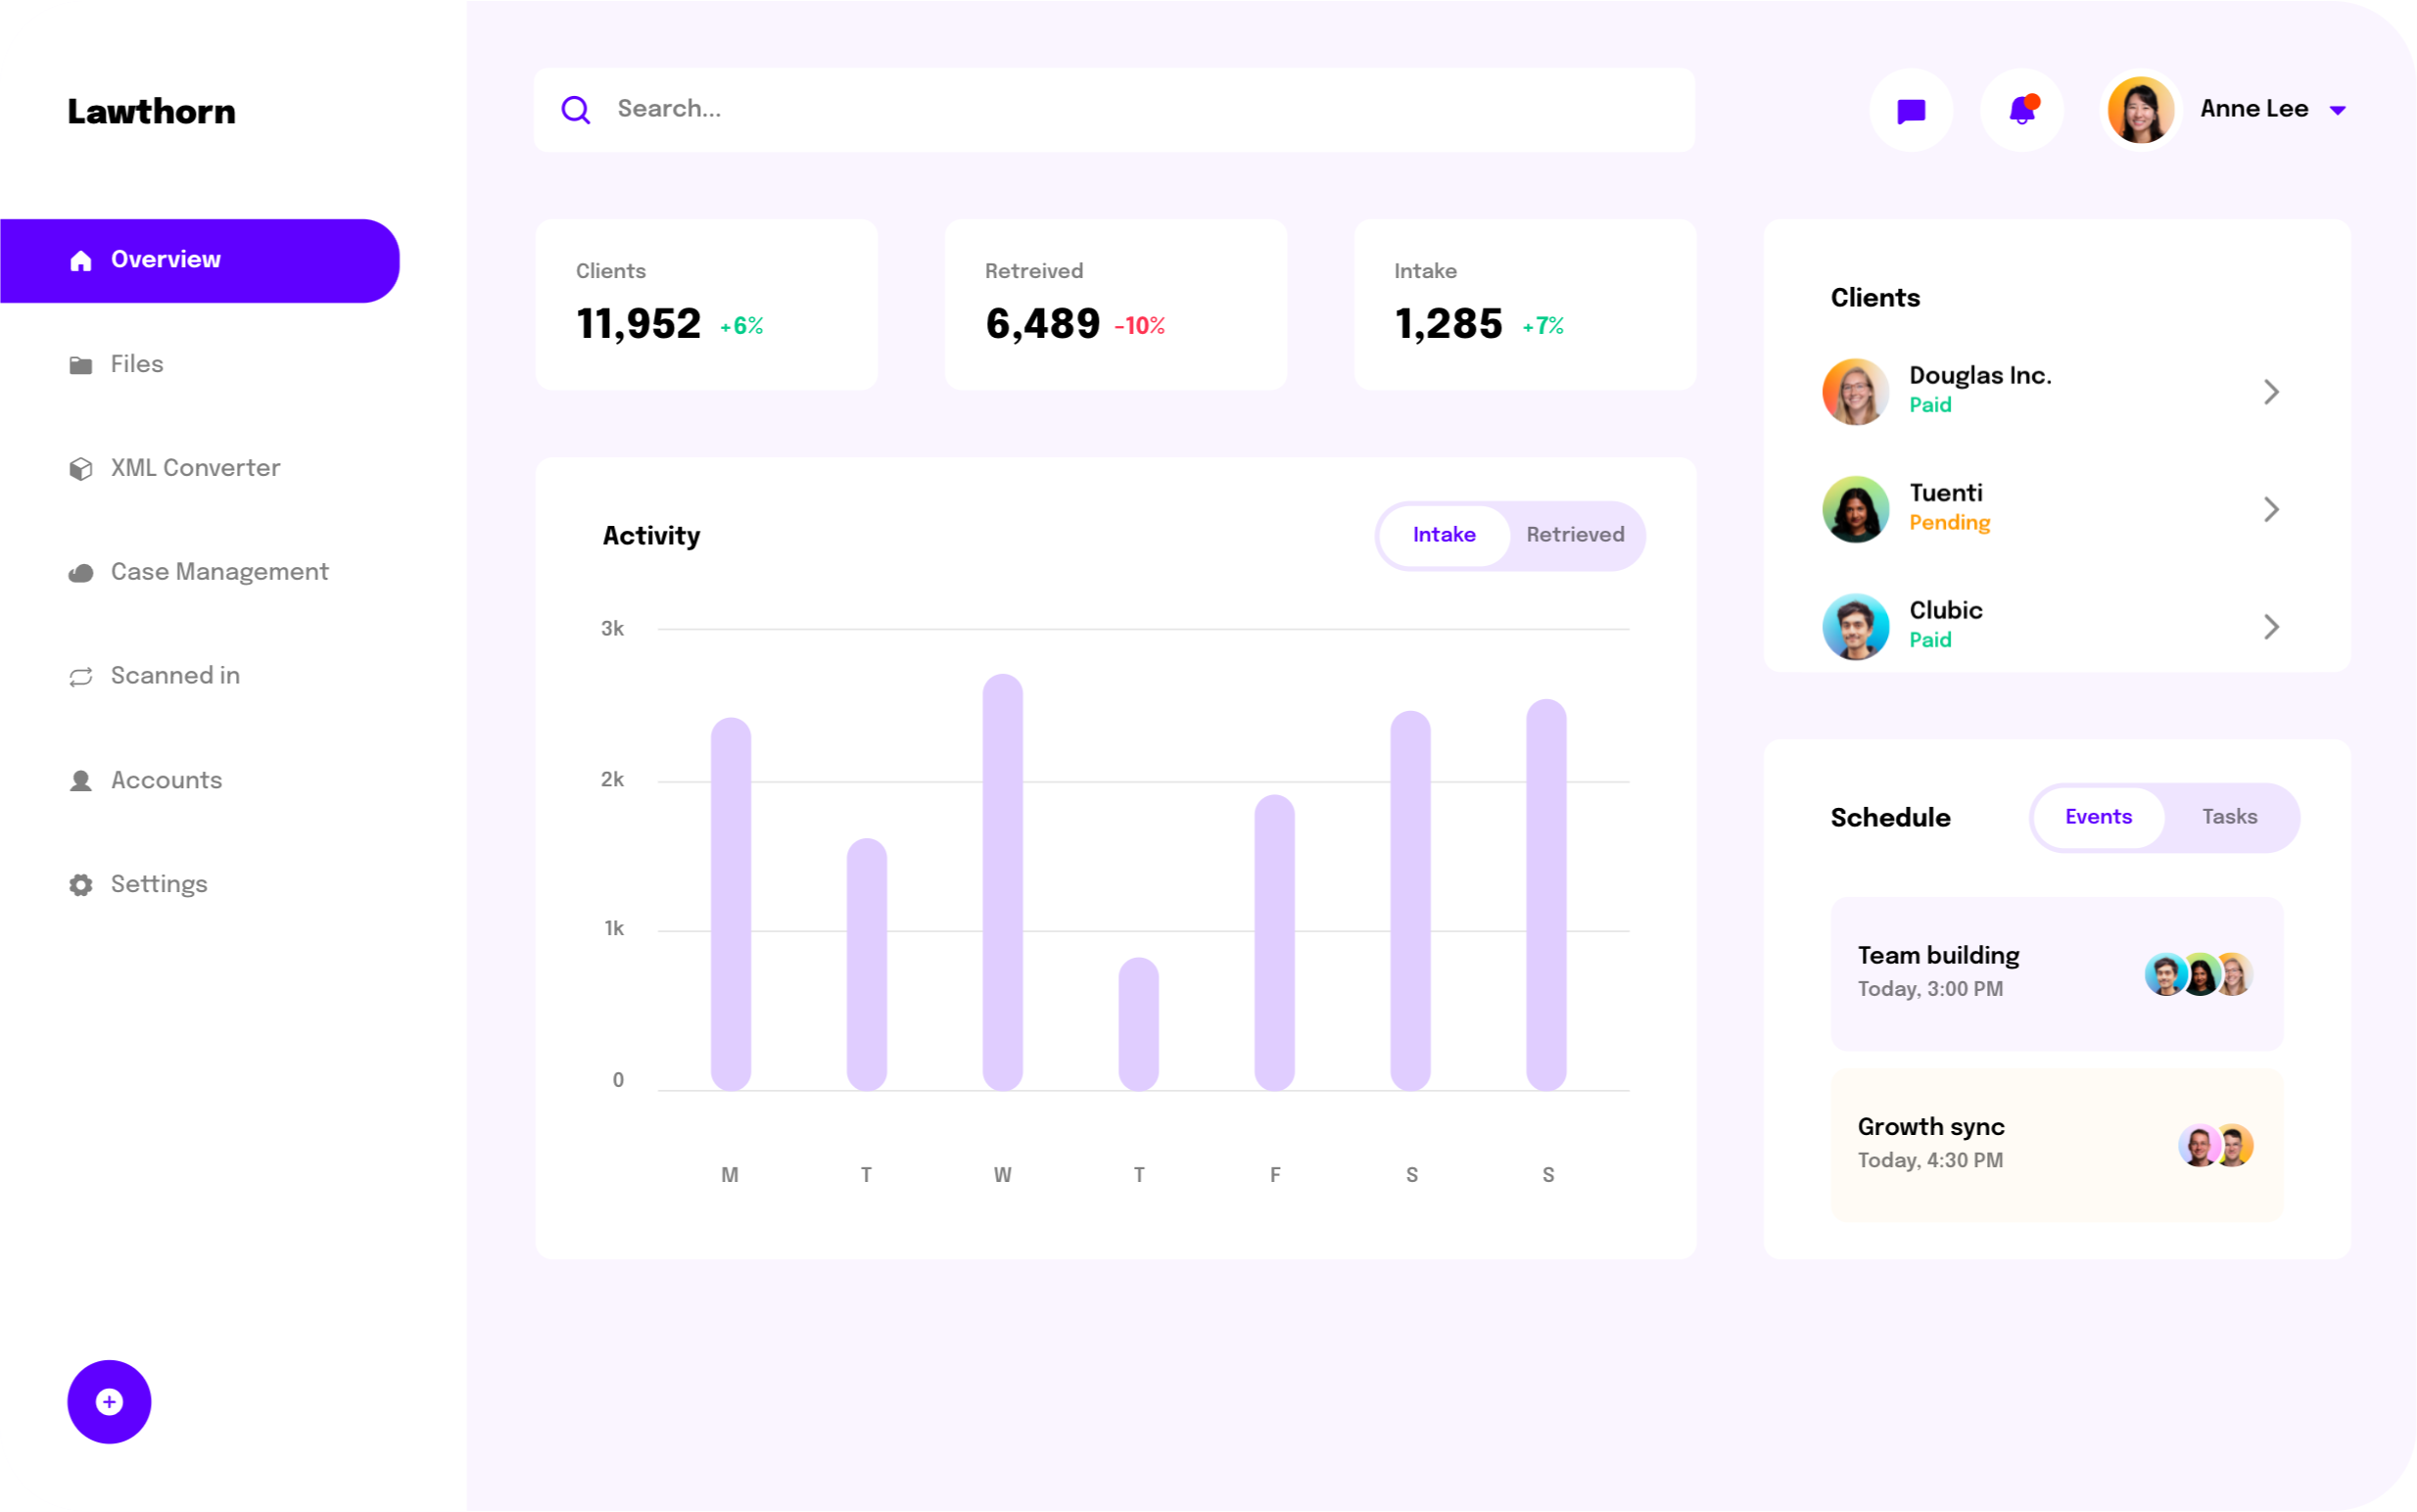 Lawthorn
Overview
Files
XML Converter
Case Management
Scanned in
Accounts
Settings
Search...
Anne Lee
Clients
11,952 +6%
Retreived
6,489 -10%
Intake
1,285 +7%
Activity
Intake Retrieved
3k
2k
1k
0
M T W T F S S
Clients
Douglas Inc.
Paid
Tuenti
Pending
Clubic
Paid
Schedule
Events Tasks
Team building
Today, 3:00 PM
Growth sync
Today, 4:30 PM